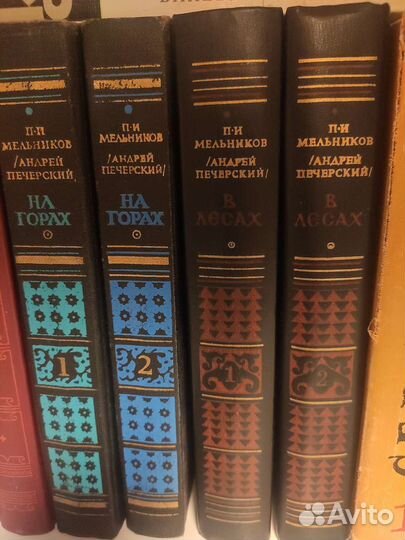 П·И
МЕЛЬНИКОВ
/АНДРЕЙ
ПЕЧЕРСКИЙ/
НА
ГОРАХ
1
П·И
МЕЛЬНИКОВ
/АНДРЕЙ
ПЕЧЕРСКИЙ/
НА
ГОРАХ
2
П·И
МЕЛЬНИКОВ
/АНДРЕЙ
ПЕЧЕРСКИЙ/
В
ЛЕСАХ
1
П·И
МЕЛЬНИКОВ
/АНДРЕЙ
ПЕЧЕРСКИЙ/
В
ЛЕСАХ
2
Avito